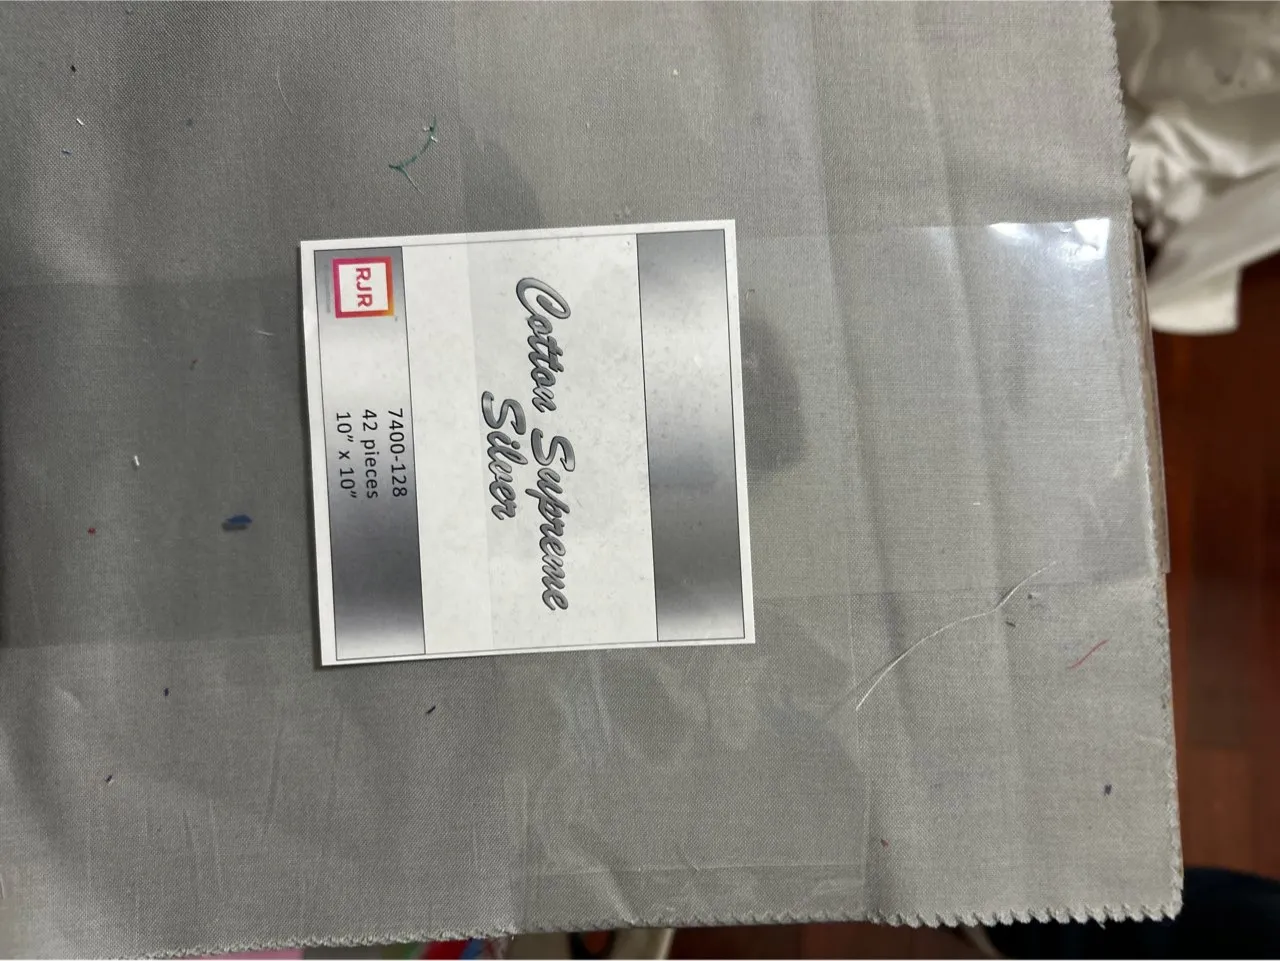 Cotton Supreme
Silver
RJR
7400-128
42 pieces
10" x 10"